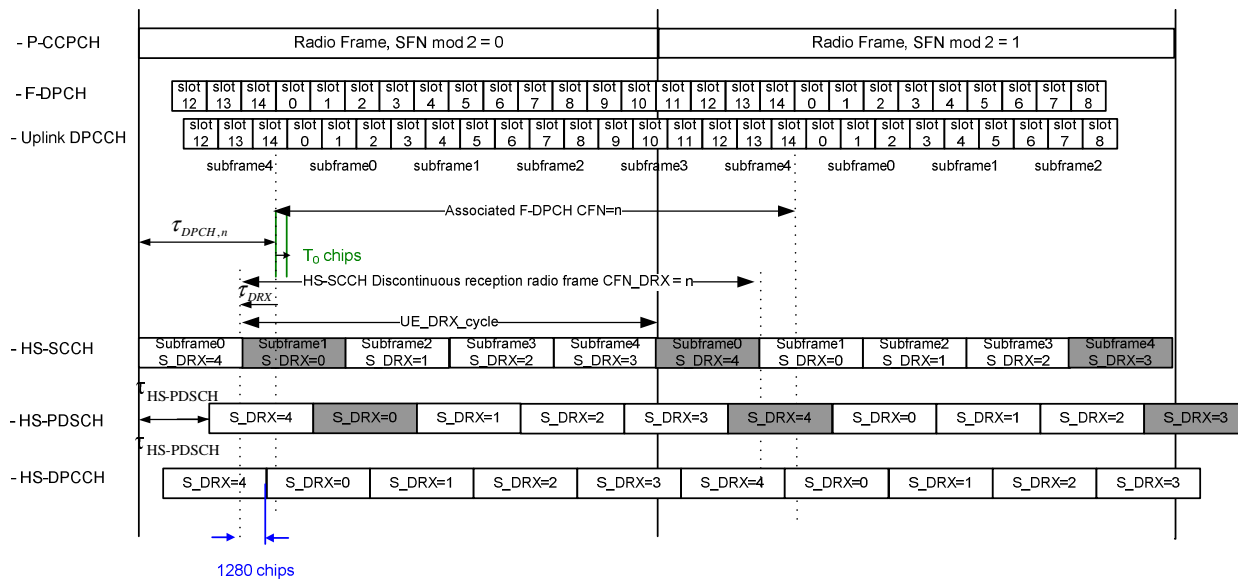 - P-CCPCH
Radio Frame, SFN mod 2 = 0
Radio Frame, SFN mod 2 = 1
- F-DPCH
slot 12 slot 13 slot 14 slot 0 slot 1 slot 2 slot 3 slot 4 slot 5 slot 6 slot 7 slot 8 slot 9 slot 10 slot 11 slot 12 slot 13 slot 14 slot 0 slot 1 slot 2 slot 3 slot 4 slot 5 slot 6 slot 7 slot 8
- Uplink DPCCH
slot 12 slot 13 slot 14 slot 0 slot 1 slot 2 slot 3 slot 4 slot 5 slot 6 slot 7 slot 8 slot 9 slot 10 slot 11 slot 12 slot 13 slot 14 slot 0 slot 1 slot 2 slot 3 slot 4 slot 5 slot 6 slot 7 slot 8
subframe4 subframe0 subframe1 subframe2 subframe3 subframe4 subframe0 subframe1 subframe2
Associated F-DPCH CFN=n
τDPCH,n
T0 chips
HS-SCCH Discontinuous reception radio frame CFN_DRX = n
τDRX
UE_DRX_cycle
- HS-SCCH
Subframe0 Subframe1 Subframe2 Subframe3 Subframe4 Subframe0 Subframe1 Subframe2 Subframe3 Subframe4
S_DRX=4 S_DRX=0 S_DRX=1 S_DRX=2 S_DRX=3 S_DRX=4 S_DRX=0 S_DRX=1 S_DRX=2 S_DRX=3
τHS-PDSCH
- HS-PDSCH
S_DRX=4 S_DRX=0 S_DRX=1 S_DRX=2 S_DRX=3 S_DRX=4 S_DRX=0 S_DRX=1 S_DRX=2 S_DRX=3
τHS-PDSCH
- HS-DPCCH
S_DRX=4 S_DRX=0 S_DRX=1 S_DRX=2 S_DRX=3 S_DRX=4 S_DRX=0 S_DRX=1 S_DRX=2 S_DRX=3
1280 chips